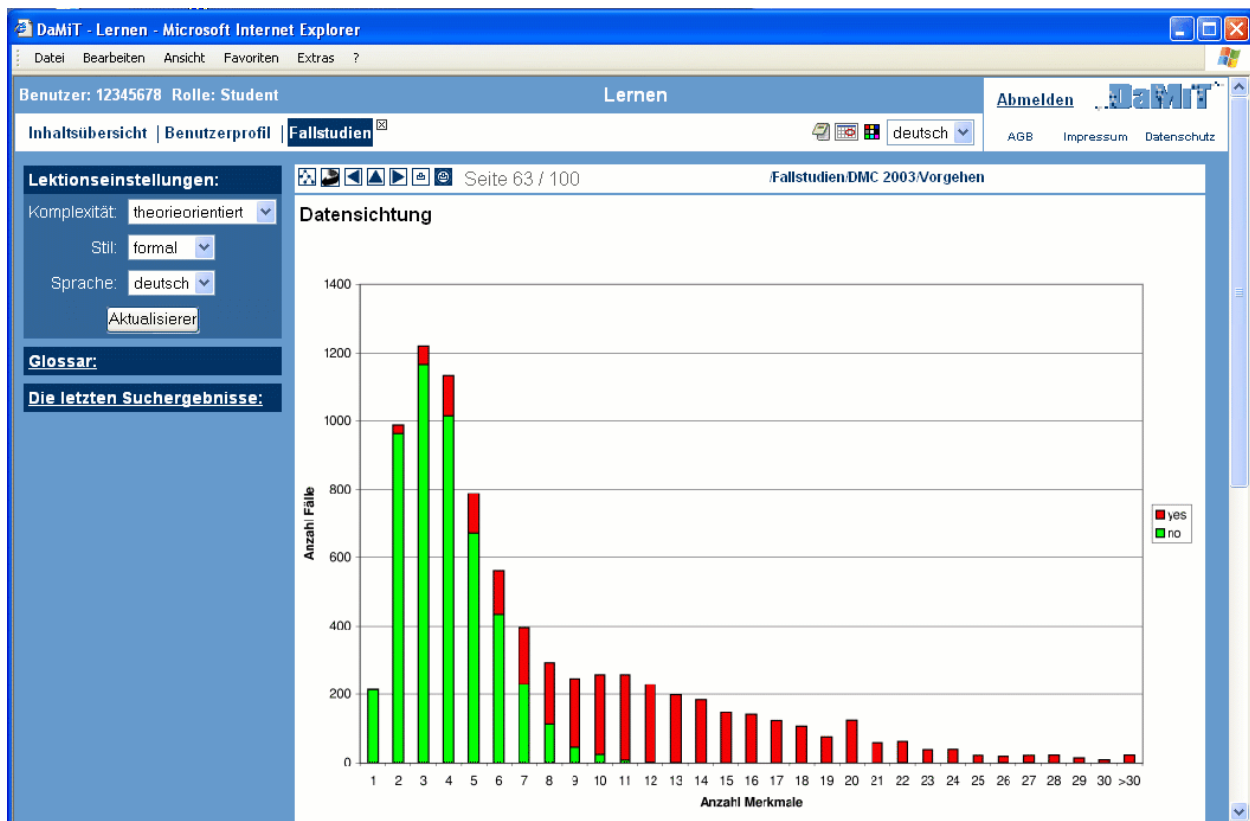 DaMiT - Lernen - Microsoft Internet Explorer
Datei Bearbeiten Ansicht Favoriten Extras ?
Benutzer: 12345678 Rolle: Student
Lernen
Abmelden
DaMiT
Inhaltsübersicht | Benutzerprofil | Fallstudien
deutsch
AGB Impressum Datenschutz
Lektionseinstellungen:
Komplexität: theorieorientiert
Stil: formal
Sprache: deutsch
Aktualisierer
Glossar:
Die letzten Suchergebnisse:
Seite 63 / 100
/Fallstudien/DMC 2003/Vorgehen
Datensichtung
1400
1200
1000
800
600
400
200
0
Anzahl Fälle
1 2 3 4 5 6 7 8 9 10 11 12 13 14 15 16 17 18 19 20 21 22 23 24 25 26 27 28 29 30 >30
Anzahl Merkmale
yes
no